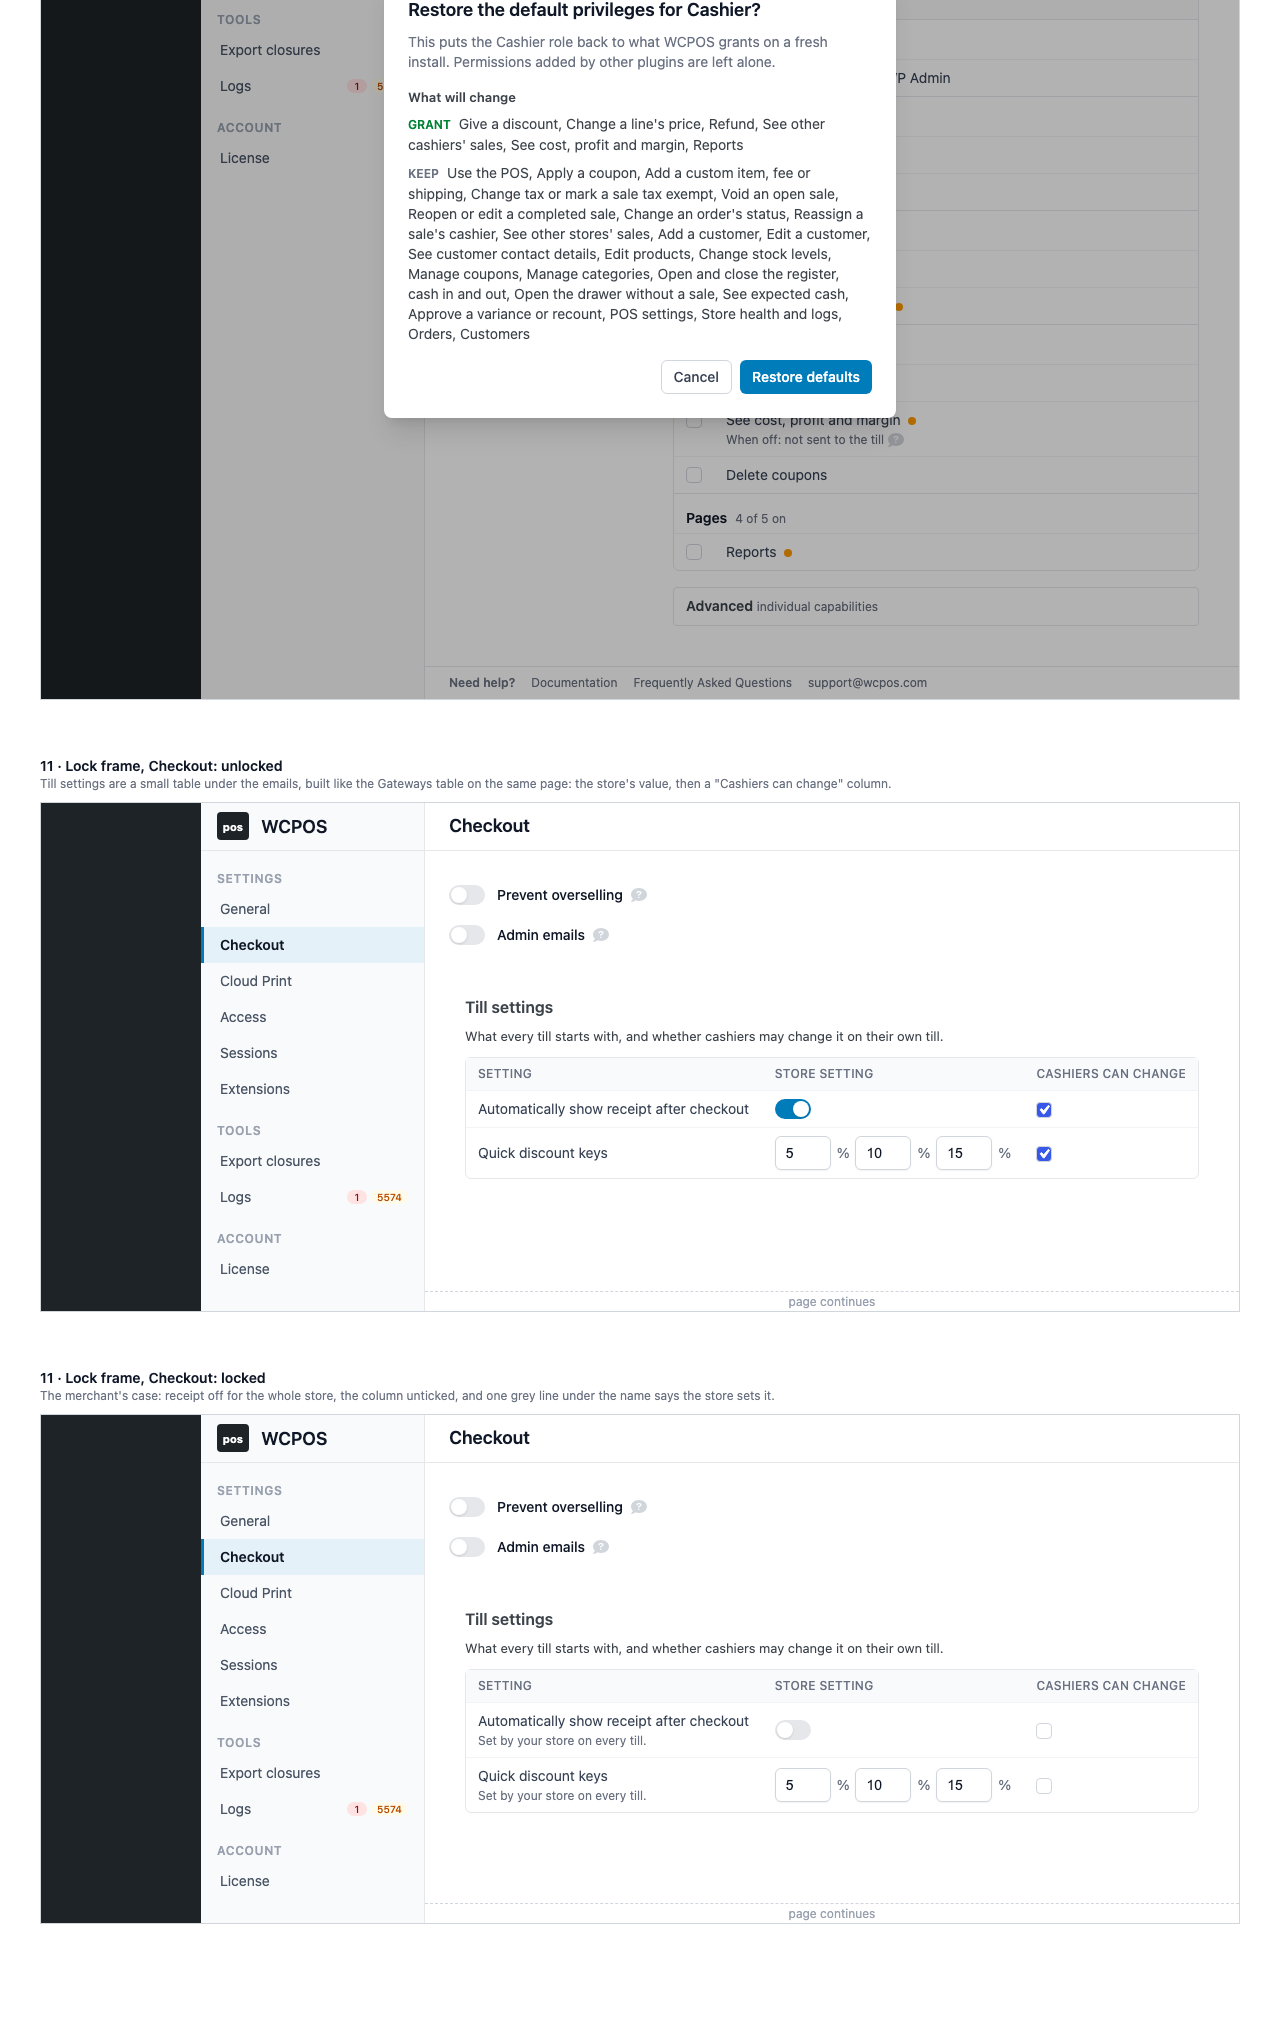 TOOLS
Export closures
Logs
1
5
ACCOUNT
License
Restore the default privileges for Cashier?
This puts the Cashier role back to what WCPOS grants on a fresh
install. Permissions added by other plugins are left alone.
What will change
GRANT Give a discount, Change a line's price, Refund, See other
cashiers' sales, See cost, profit and margin, Reports
KEEP Use the POS, Apply a coupon, Add a custom item, fee or
shipping, Change tax or mark a sale tax exempt, Void an open sale,
Reopen or edit a completed sale, Change an order's status, Reassign a
sale's cashier, See other stores' sales, Add a customer, Edit a customer,
See customer contact details, Edit products, Change stock levels,
Manage coupons, Manage categories, Open and close the register,
cash in and out, Open the drawer without a sale, See expected cash,
Approve a variance or recount, POS settings, Store health and logs,
Orders, Customers
Cancel
Restore defaults
Admin
See cost, profit and margin
When off: not sent to the till ?
Delete coupons
Pages 4 of 5 on
Reports
Advanced individual capabilities
Need help? Documentation Frequently Asked Questions support@wcpos.com
11 · Lock frame, Checkout: unlocked
Till settings are a small table under the emails, built like the Gateways table on the same page: the store's value, then a "Cashiers can change" column.
pos WCPOS
SETTINGS
General
Checkout
Cloud Print
Access
Sessions
Extensions
TOOLS
Export closures
Logs 1 5574
ACCOUNT
License
Checkout
Prevent overselling ?
Admin emails ?
Till settings
What every till starts with, and whether cashiers may change it on their own till.
SETTING STORE SETTING CASHIERS CAN CHANGE
Automatically show receipt after checkout
Quick discount keys 5 % 10 % 15 %
page continues
11 · Lock frame, Checkout: locked
The merchant's case: receipt off for the whole store, the column unticked, and one grey line under the name says the store sets it.
pos WCPOS
SETTINGS
General
Checkout
Cloud Print
Access
Sessions
Extensions
TOOLS
Export closures
Logs 1 5574
ACCOUNT
License
Checkout
Prevent overselling ?
Admin emails ?
Till settings
What every till starts with, and whether cashiers may change it on their own till.
SETTING STORE SETTING CASHIERS CAN CHANGE
Automatically show receipt after checkout
Set by your store on every till.
Quick discount keys 5 % 10 % 15 %
Set by your store on every till.
page continues